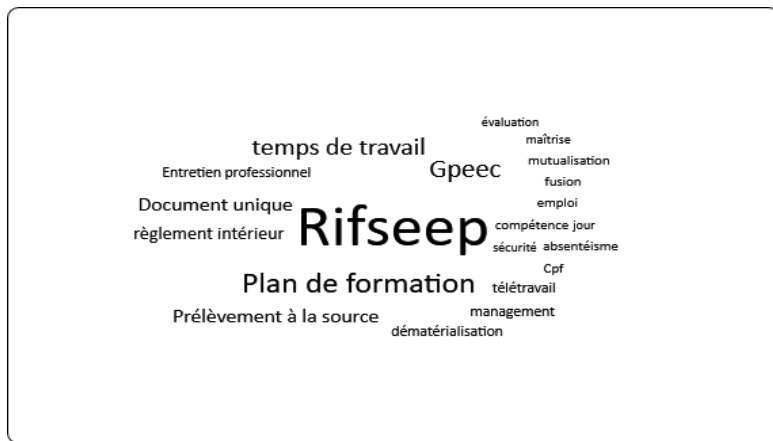 évaluation
maîtrise
temps de travail
mutualisation
Gpeec
Entretien professionnel
fusion
emploi
Document unique
compétence jour
Rifseep
règlement intérieur
sécurité
absentéisme
Cpf
Plan de formation
télétravail
management
Prélèvement à la source
dématérialisation